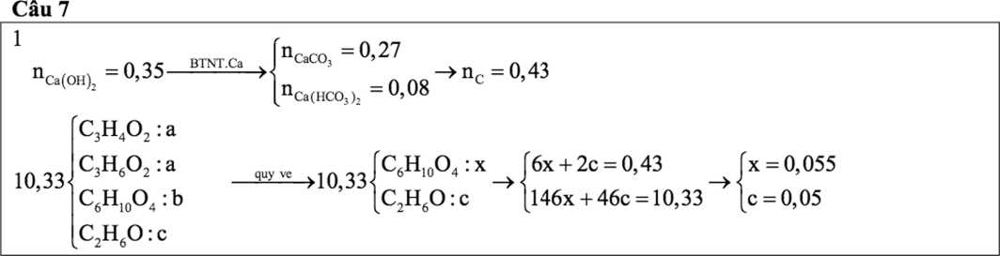 Câu 7
1
n_{Ca(OH)_2} = 0,35 \xrightarrow{BTNT.Ca} \begin{cases} n_{CaCO_3} = 0,27 \\ n_{Ca(HCO_3)_2} = 0,08 \end{cases} \rightarrow n_C = 0,43
10,33 \begin{cases} C_3H_4O_2 : a \\ C_3H_6O_2 : a \\ C_6H_{10}O_4 : b \\ C_2H_6O : c \end{cases} \xrightarrow{quy ve} 10,33 \begin{cases} C_6H_{10}O_4 : x \\ C_2H_6O : c \end{cases} \rightarrow \begin{cases} 6x + 2c = 0,43 \\ 146x + 46c = 10,33 \end{cases} \rightarrow \begin{cases} x = 0,055 \\ c = 0,05 \end{cases}